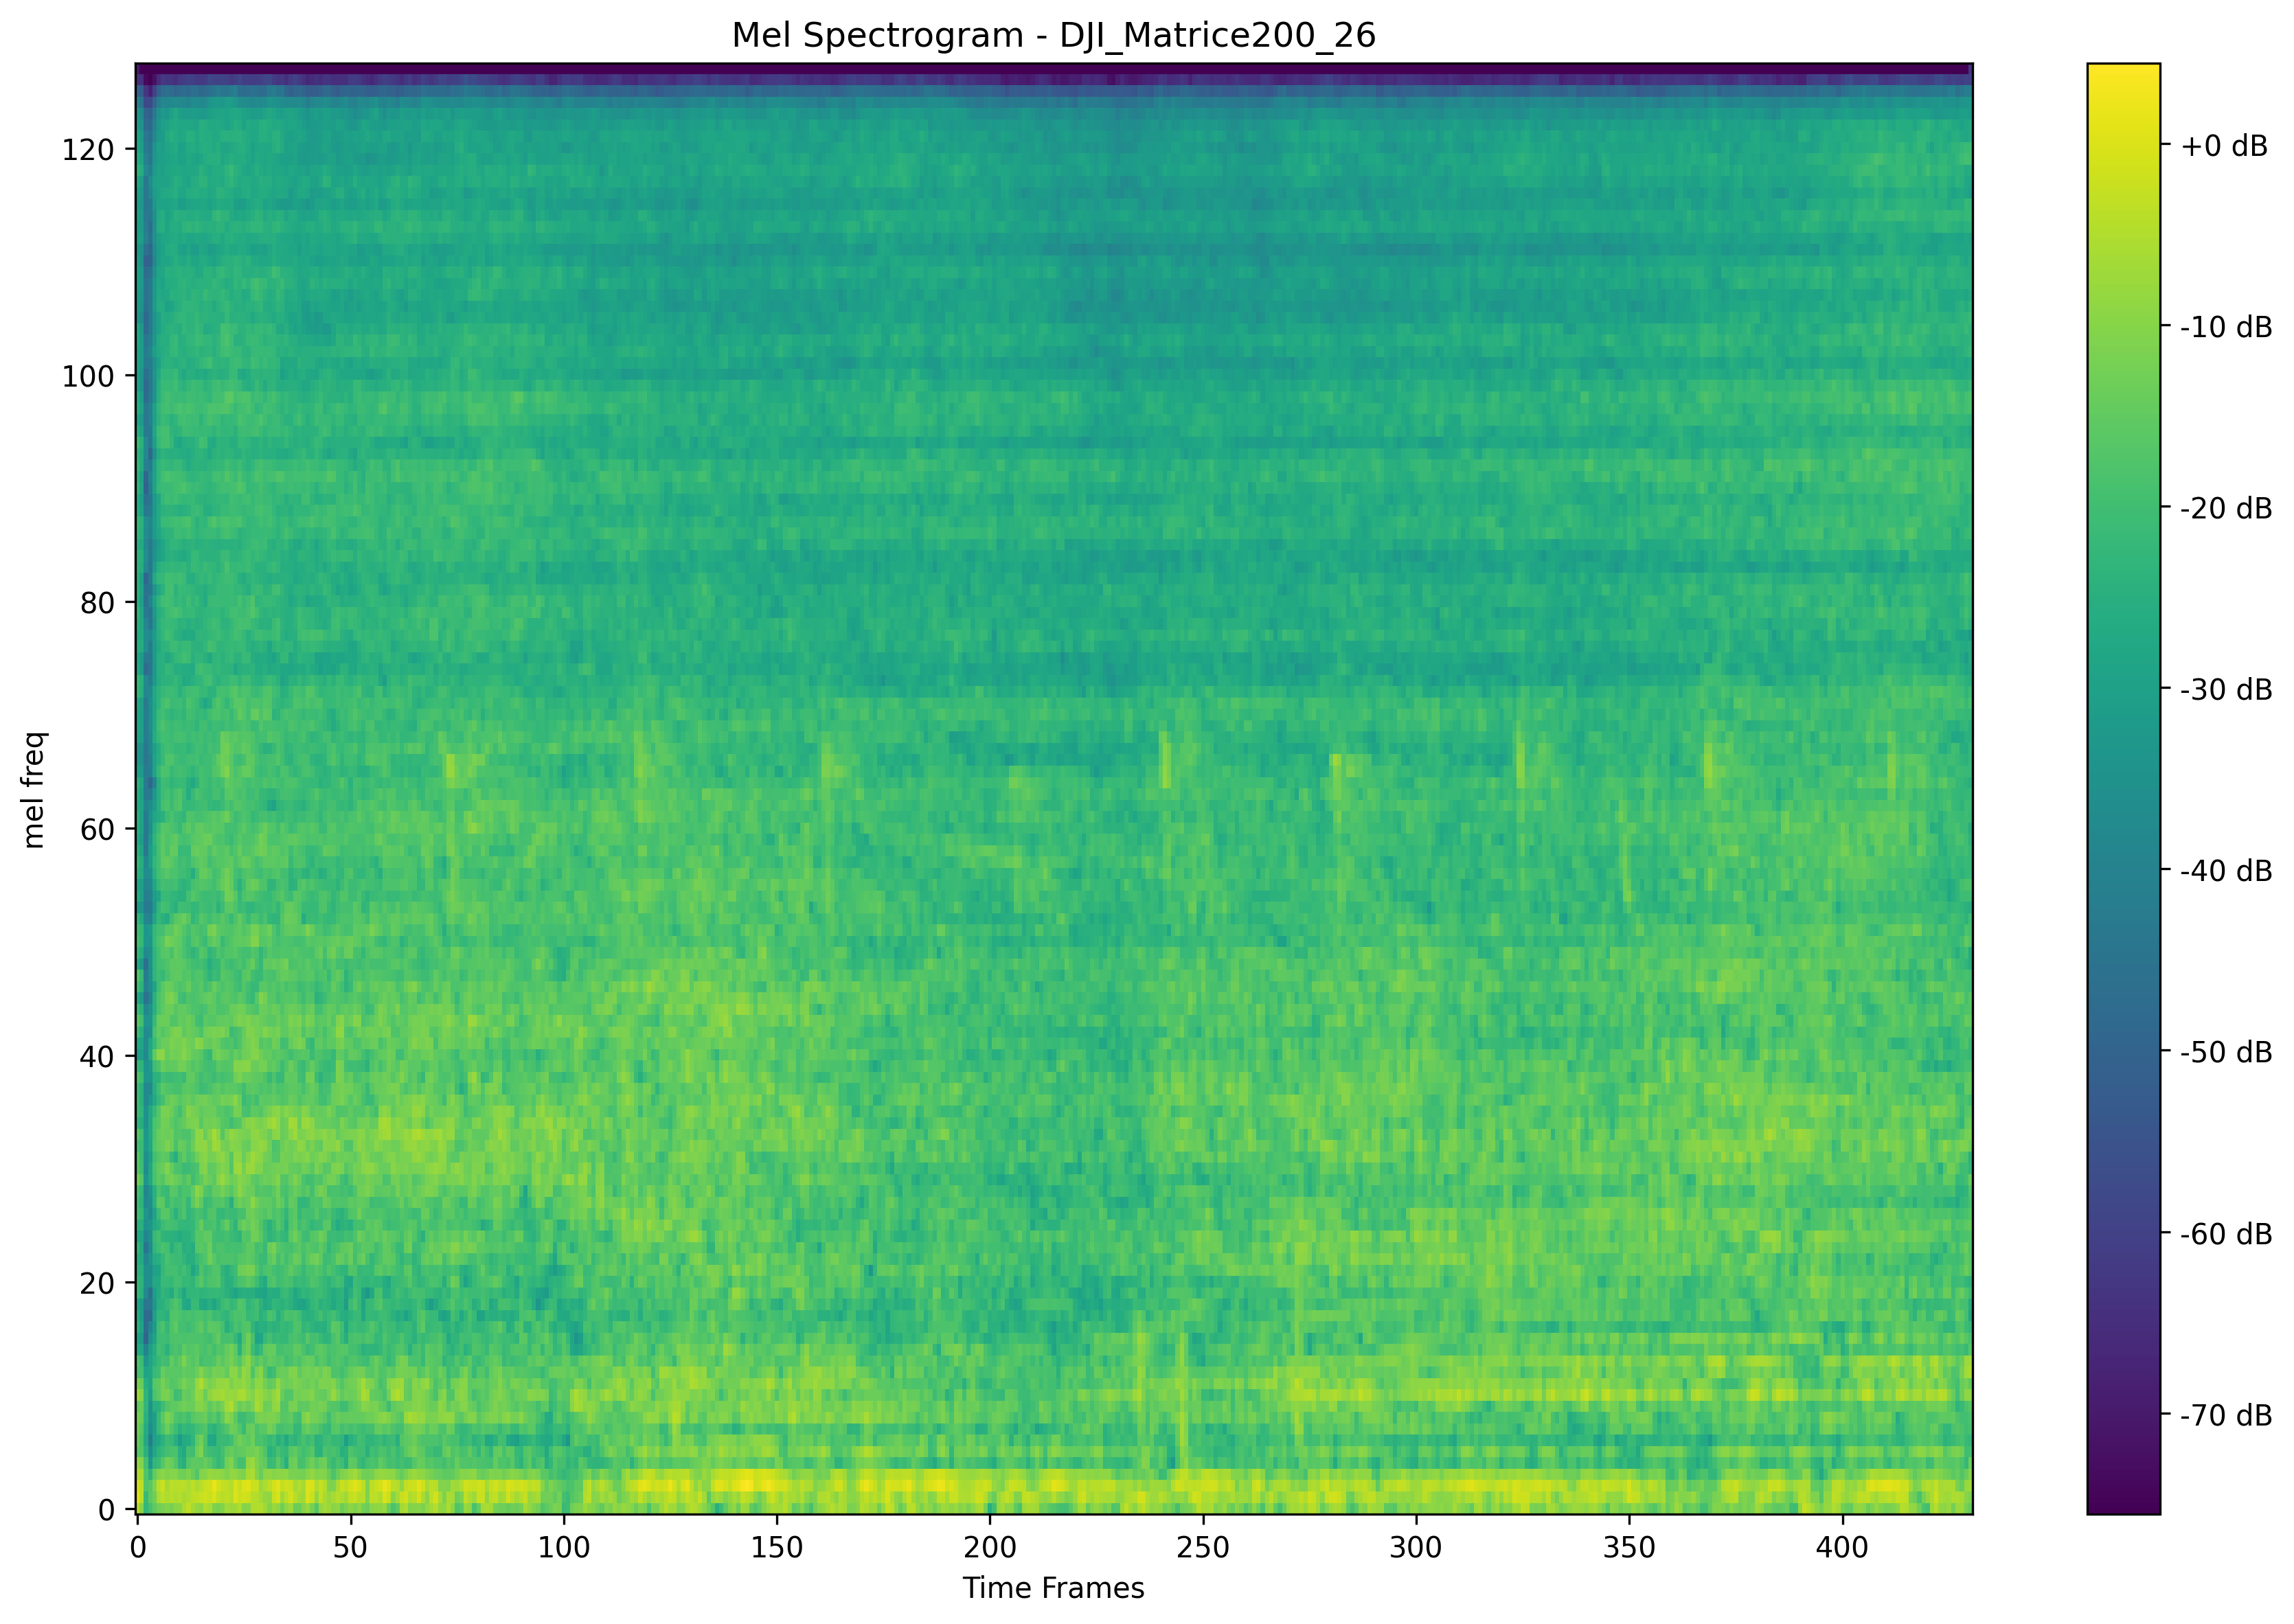 Mel Spectrogram - DJI_Matrice200_26
mel freq
120
100
80
60
40
20
0
0 50 100 150 200 250 300 350 400
Time Frames
+0 dB
-10 dB
-20 dB
-30 dB
-40 dB
-50 dB
-60 dB
-70 dB